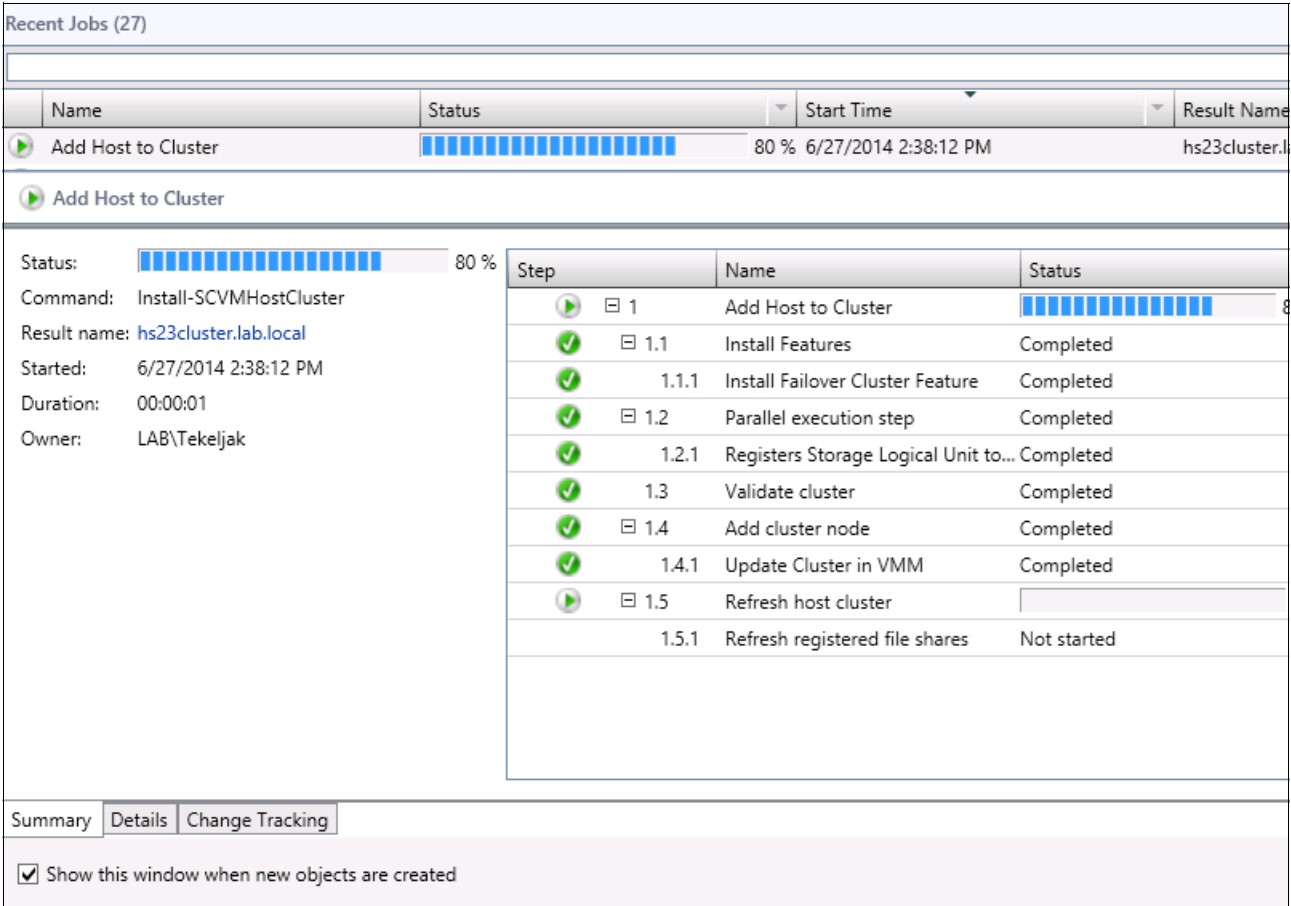 Recent Jobs (27)
Name Status Start Time Result Name
Add Host to Cluster 80 % 6/27/2014 2:38:12 PM hs23cluster.l
Add Host to Cluster
Status: 80 %
Command: Install-SCVMHostCluster
Result name: hs23cluster.lab.local
Started: 6/27/2014 2:38:12 PM
Duration: 00:00:01
Owner: LAB\Tekeljak
Step Name Status
1 Add Host to Cluster
1.1 Install Features Completed
1.1.1 Install Failover Cluster Feature Completed
1.2 Parallel execution step Completed
1.2.1 Registers Storage Logical Unit to... Completed
1.3 Validate cluster Completed
1.4 Add cluster node Completed
1.4.1 Update Cluster in VMM Completed
1.5 Refresh host cluster
1.5.1 Refresh registered file shares Not started
Summary Details Change Tracking
Show this window when new objects are created